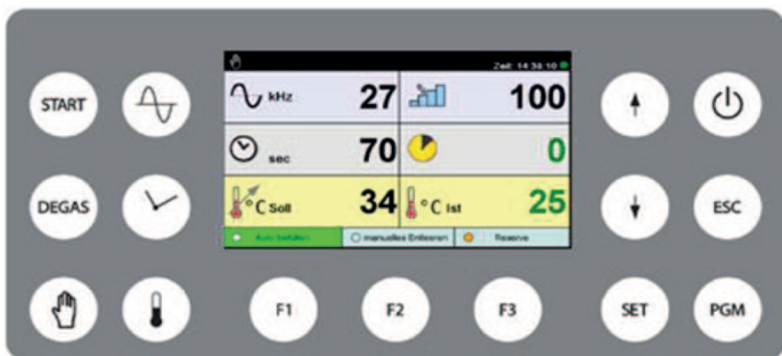 Zeit: 14:38:10
START
kHz 27 100
sec 70 0
DEGAS
ESC
°C Soll 34 °C Ist 25
Auto befüllen manuelles Entleeren Reserve
F1 F2 F3 SET PGM